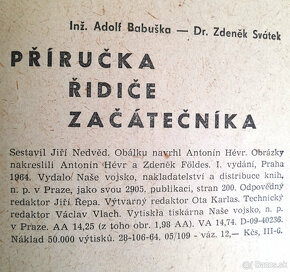 Inž. Adolf Babuška — Dr. Zdeněk Svátek
PŘÍRUČKA
ŘIDIČE
ZAČÁTEČNÍKA
Sestavil Jiří Nedvěd. Obálku navrhl Antonín Hévr. Obrázky
nakreslili Antonín Hévr a Zdeněk Földes. I. vydání, Praha
1964. Vydalo Naše vojsko, nakladatelství a distribuce knih,
n. p. v Praze, jako svou 2905. publikaci, stran 200. Odpovědný
redaktor Jiří Řepa. Výtvarný redaktor Ota Karlas. Technický
redaktor Václav Vlach. Vytiskla tiskárna Naše vojsko, n. p.
v Praze. AA 14,25 (z toho obr. 1,98 AA). VA 14,74. D-09-40236.
Náklad 50.000 výtisků. 28-106-64. 05/109 - váz. 12,— Kčs, III-6.
bazos.sk